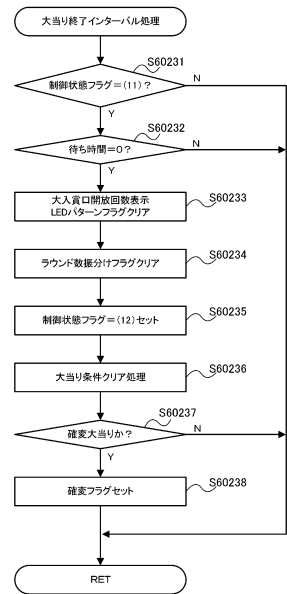 大当り終了インターバル処理
S60231
制御状態フラグ=(11)?
N
Y
S60232
待ち時間=0?
N
Y
S60233
大入賞口開放回数表示
LEDパターンフラグクリア
S60234
ラウンド数振分けフラグクリア
S60235
制御状態フラグ=(12)セット
S60236
大当り条件クリア処理
S60237
確変大当りか?
N
Y
S60238
確変フラグセット
RET